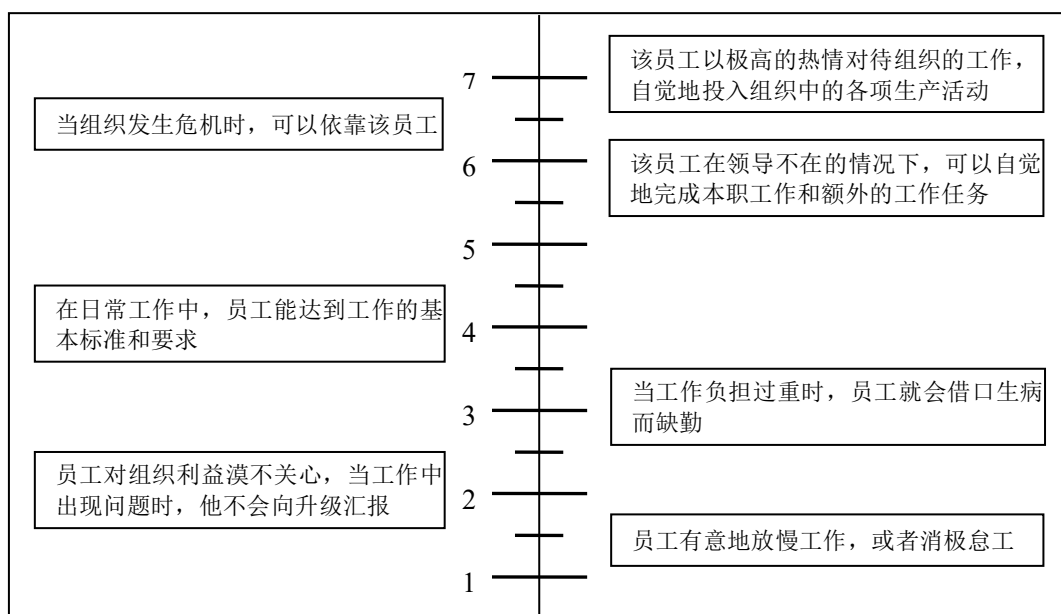 该员工以极高的热情对待组织的工作，
自觉地投入组织中的各项生产活动
7
当组织发生危机时，可以依靠该员工
6
该员工在领导不在的情况下，可以自觉
地完成本职工作和额外的工作任务
5
在日常工作中，员工能达到工作的基
本标准和要求
4
当工作负担过重时，员工就会借口生病
而缺勤
3
员工对组织利益漠不关心，当工作中
出现问题时，他不会向升级汇报
2
员工有意地放慢工作，或者消极怠工
1